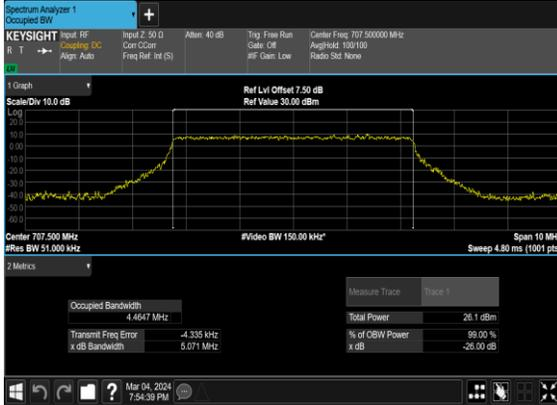 Spectrum Analyzer 1
Occupied BW
+
KEYSIGHT Input: RF Input Z: 50 Ω Atten: 40 dB Trig: Free Run Center Freq: 707.500000 MHz
R T Coupling: DC Corr CCorr Gate: Off Avg|Hold: 100/100
Align: Auto Freq Ref: Int (S) #IF Gain: Low Radio Std: None
1 Graph
Ref Lvl Offset 7.50 dB
Scale/Div 10.0 dB Ref Value 30.00 dBm
Log
20.0
10.0
0.00
-10.0
-20.0
-30.0
-40.0
-50.0
-60.0
Center 707.500 MHz #Video BW 150.00 kHz* Span 10 MH
#Res BW 51.000 kHz Sweep 4.80 ms (1001 pts
2 Metrics
Measure Trace Trace 1
Occupied Bandwidth
4.4647 MHz Total Power 26.1 dBm
Transmit Freq Error -4.335 kHz % of OBW Power 99.00 %
x dB Bandwidth 5.071 MHz x dB -26.00 dB
Mar 04, 2024
7:54:39 PM